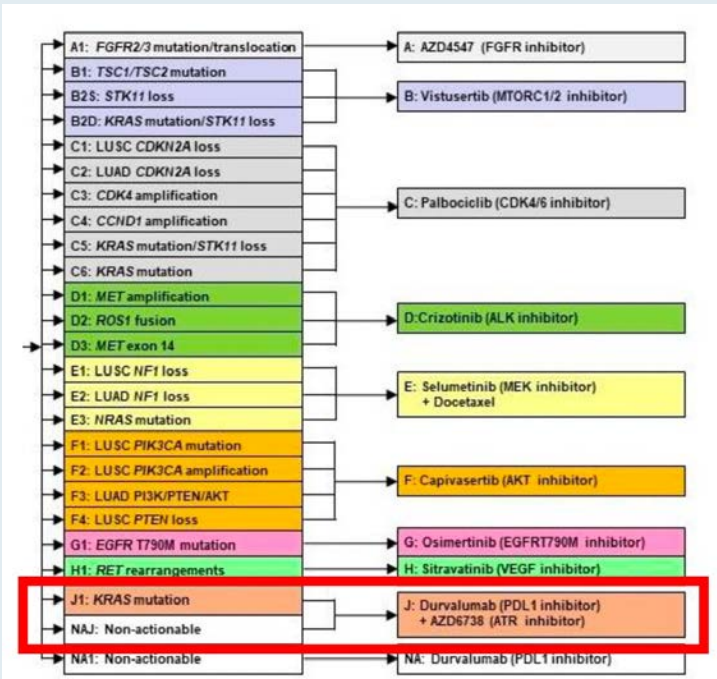 A1: FGFR2/3 mutation/translocation
A: AZD4547 (FGFR inhibitor)
B1: TSC1/TSC2 mutation
B2S: STK11 loss
B2D: KRAS mutation/STK11 loss
B: Vistusertib (MTORC1/2 inhibitor)
C1: LUSC CDKN2A loss
C2: LUAD CDKN2A loss
C3: CDK4 amplification
C4: CCND1 amplification
C5: KRAS mutation/STK11 loss
C6: KRAS mutation
C: Palbociclib (CDK4/6 inhibitor)
D1: MET amplification
D2: ROS1 fusion
D3: MET exon 14
D:Crizotinib (ALK inhibitor)
E1: LUSC NF1 loss
E2: LUAD NF1 loss
E3: NRAS mutation
E: Selumetinib (MEK inhibitor)
+ Docetaxel
F1: LUSC PIK3CA mutation
F2: LUSC PIK3CA amplification
F3: LUAD PI3K/PTEN/AKT
F4: LUSC PTEN loss
F: Capivasertib (AKT inhibitor)
G1: EGFR T790M mutation
G: Osimertinib (EGFRT790M inhibitor)
H1: RET rearrangements
H: Sitravatinib (VEGF inhibitor)
J1: KRAS mutation
NAJ: Non-actionable
J: Durvalumab (PDL1 inhibitor)
+ AZD6738 (ATR inhibitor)
NA1: Non-actionable
NA: Durvalumab (PDL1 inhibitor)